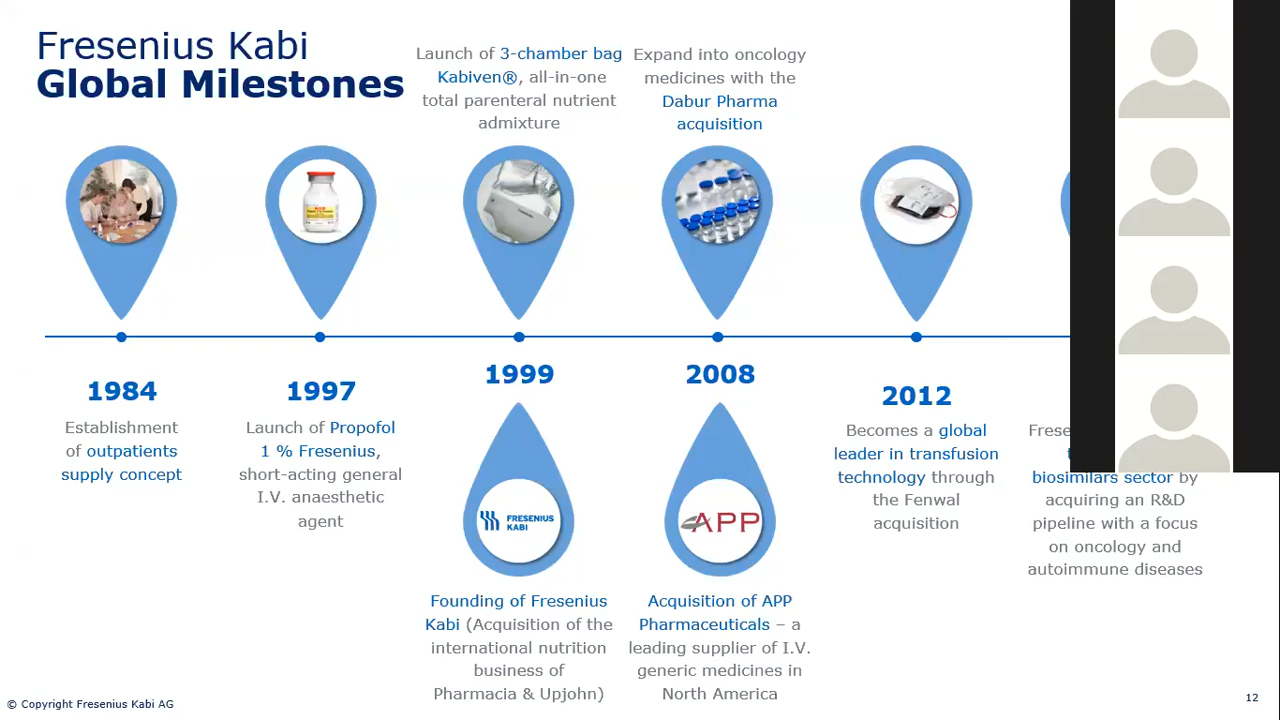 Fresenius Kabi
Global Milestones
Launch of 3-chamber bag
Kabiven®, all-in-one
total parenteral nutrient
admixture
Expand into oncology
medicines with the
Dabur Pharma
acquisition
1984
Establishment
of outpatients
supply concept
1997
Launch of Propofol
1 % Fresenius,
short-acting general
I.V. anaesthetic
agent
1999
FRESENIUS
KABI
Founding of Fresenius
Kabi (Acquisition of the
international nutrition
business of
Pharmacia & Upjohn)
2008
APP
Acquisition of APP
Pharmaceuticals – a
leading supplier of I.V.
generic medicines in
North America
2012
Becomes a global
leader in transfusion
technology through
the Fenwal
acquisition
biosimilars sector by
acquiring an R&D
pipeline with a focus
on oncology and
autoimmune diseases
© Copyright Fresenius Kabi AG
12